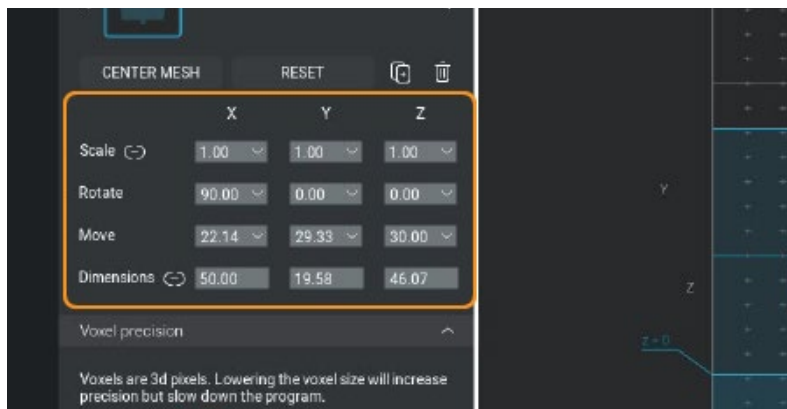 CENTER MESH RESET
X Y Z
Scale 1.00 1.00 1.00
Rotate 90.00 0.00 0.00
Move 22.14 29.33 30.00
Dimensions 50.00 19.58 46.07
Voxel precision
Voxels are 3d pixels. Lowering the voxel size will increase
precision but slow down the program.
Y
Z
Z=0